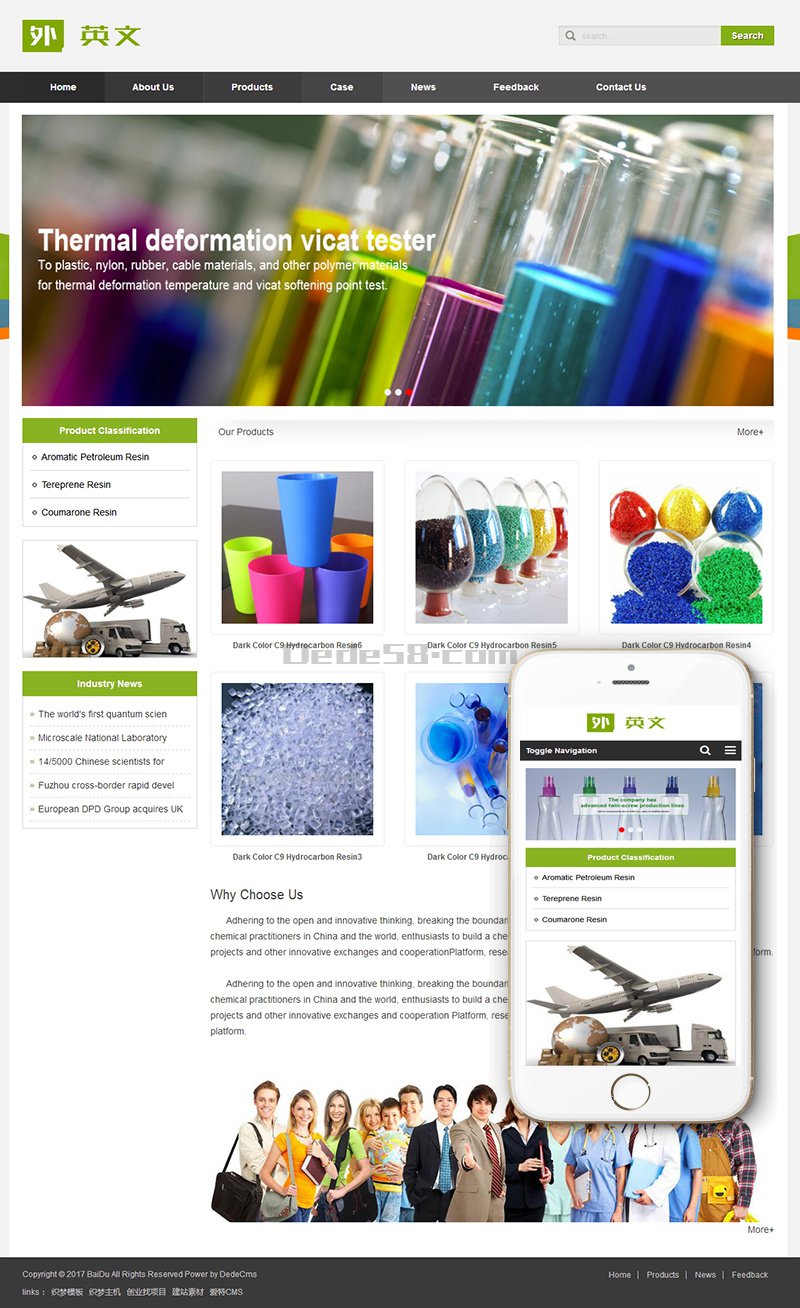 外 英文
search...
Search
Home
About Us
Products
Case
News
Feedback
Contact Us
Thermal deformation vicat tester
To plastic, nylon, rubber, cable materials, and other polymer materials
for thermal deformation temperature and vicat softening point test.
Product Classification
Aromatic Petroleum Resin
Tereprene Resin
Coumarone Resin
Industry News
» The world's first quantum scien
» Microscale National Laboratory
» 14/5000 Chinese scientists for
» Fuzhou cross-border rapid devel
» European DPD Group acquires UK
Our Products
More+
Dark Color C9 Hydrocarbon Resin6
Dark Color C9 Hydrocarbon Resin5
Dark Color C9 Hydrocarbon Resin4
Dede58.com
Dark Color C9 Hydrocarbon Resin3
Dark Color C9 Hydroc
Why Choose Us
Adhering to the open and innovative thinking, breaking the boundar
chemical practitioners in China and the world, enthusiasts to build a che
projects and other innovative exchanges and cooperationPlatform, rese
form.
Adhering to the open and innovative thinking, breaking the boundar
chemical practitioners in China and the world, enthusiasts to build a che
projects and other innovative exchanges and cooperation Platform, rese
platform.
外 英文
Toggle Navigation
The company has
advanced twin-screw production lines
Product Classification
Aromatic Petroleum Resin
Tereprene Resin
Coumarone Resin
More+
Copyright © 2017 BaiDu All Rights Reserved Power by DedeCms
Home | Products | News | Feedback
links： 织梦模板 织梦主机 创业找项目 建站素材 爱特CMS